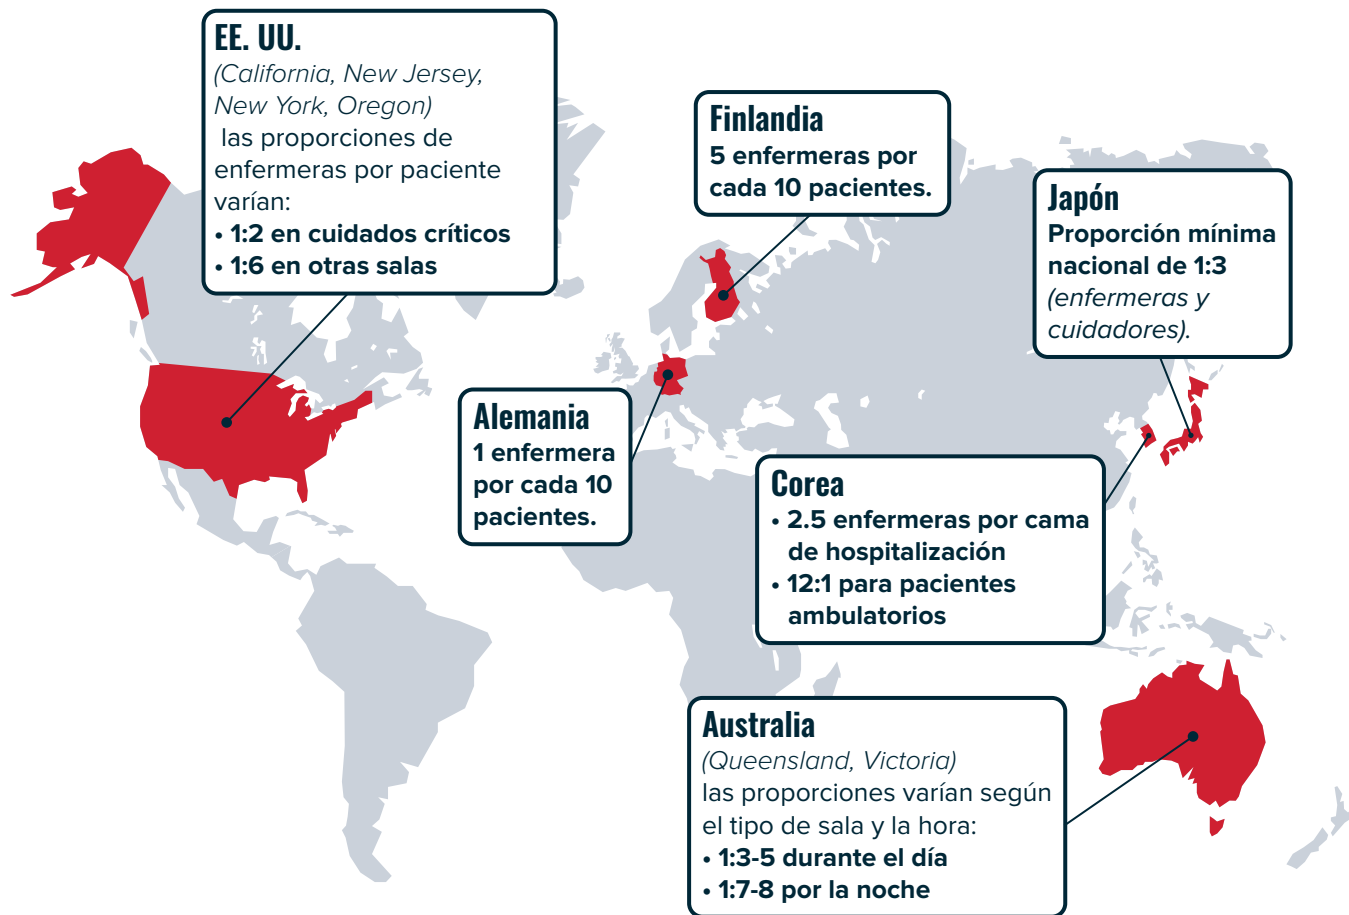 EE. UU.
(California, New Jersey,
New York, Oregon)
las proporciones de
enfermeras por paciente
varían:
• 1:2 en cuidados críticos
• 1:6 en otras salas
Finlandia
5 enfermeras por
cada 10 pacientes.
Japón
Proporción mínima
nacional de 1:3
(enfermeras y
cuidadores).
Alemania
1 enfermera
por cada 10
pacientes.
Corea
• 2.5 enfermeras por cama
de hospitalización
• 12:1 para pacientes
ambulatorios
Australia
(Queensland, Victoria)
las proporciones varían según
el tipo de sala y la hora:
• 1:3-5 durante el día
• 1:7-8 por la noche